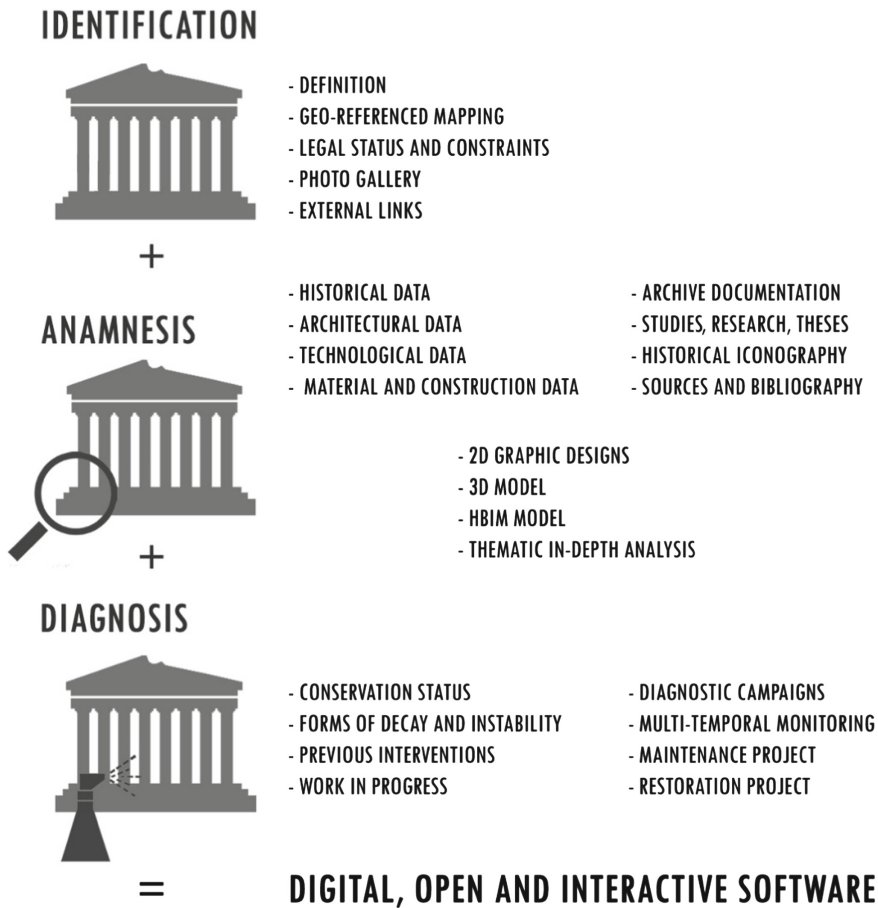 IDENTIFICATION
- DEFINITION
- GEO-REFERENCED MAPPING
- LEGAL STATUS AND CONSTRAINTS
- PHOTO GALLERY
- EXTERNAL LINKS
+
ANAMNESIS
- HISTORICAL DATA
- ARCHITECTURAL DATA
- TECHNOLOGICAL DATA
- MATERIAL AND CONSTRUCTION DATA
- ARCHIVE DOCUMENTATION
- STUDIES, RESEARCH, THESES
- HISTORICAL ICONOGRAPHY
- SOURCES AND BIBLIOGRAPHY
- 2D GRAPHIC DESIGNS
- 3D MODEL
- HBIM MODEL
- THEMATIC IN-DEPTH ANALYSIS
+
DIAGNOSIS
- CONSERVATION STATUS
- FORMS OF DECAY AND INSTABILITY
- PREVIOUS INTERVENTIONS
- WORK IN PROGRESS
- DIAGNOSTIC CAMPAIGNS
- MULTI-TEMPORAL MONITORING
- MAINTENANCE PROJECT
- RESTORATION PROJECT
= DIGITAL, OPEN AND INTERACTIVE SOFTWARE